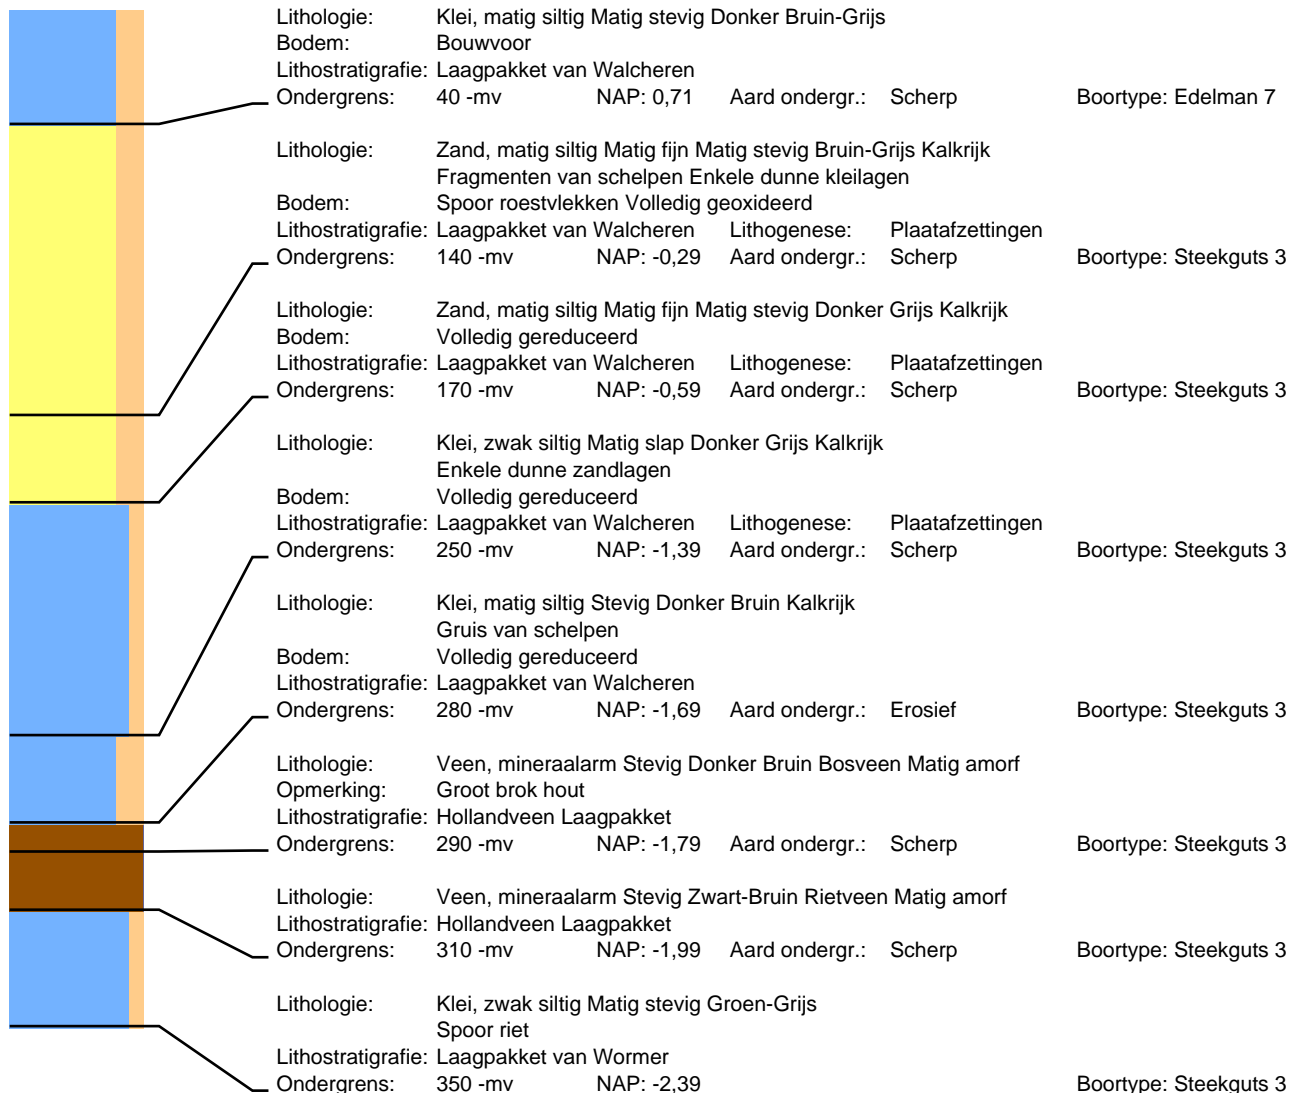 Lithologie: Klei, matig siltig Matig stevig Donker Bruin-Grijs
Bodem: Bouwvoor
Lithostratigrafie: Laagpakket van Walcheren
Ondergrens: 40 -mv NAP: 0,71 Aard ondergr.: Scherp Boortype: Edelman 7
Lithologie: Zand, matig siltig Matig fijn Matig stevig Bruin-Grijs Kalkrijk
Fragmenten van schelpen Enkele dunne kleilagen
Bodem: Spoor roestvlekken Volledig geoxideerd
Lithostratigrafie: Laagpakket van Walcheren Lithogenese: Plaatafzettingen
Ondergrens: 140 -mv NAP: -0,29 Aard ondergr.: Scherp Boortype: Steekguts 3
Lithologie: Zand, matig siltig Matig fijn Matig stevig Donker Grijs Kalkrijk
Bodem: Volledig gereduceerd
Lithostratigrafie: Laagpakket van Walcheren Lithogenese: Plaatafzettingen
Ondergrens: 170 -mv NAP: -0,59 Aard ondergr.: Scherp Boortype: Steekguts 3
Lithologie: Klei, zwak siltig Matig slap Donker Grijs Kalkrijk
Enkele dunne zandlagen
Bodem: Volledig gereduceerd
Lithostratigrafie: Laagpakket van Walcheren Lithogenese: Plaatafzettingen
Ondergrens: 250 -mv NAP: -1,39 Aard ondergr.: Scherp Boortype: Steekguts 3
Lithologie: Klei, matig siltig Stevig Donker Bruin Kalkrijk
Gruis van schelpen
Bodem: Volledig gereduceerd
Lithostratigrafie: Laagpakket van Walcheren
Ondergrens: 280 -mv NAP: -1,69 Aard ondergr.: Erosief Boortype: Steekguts 3
Lithologie: Veen, mineraalarm Stevig Donker Bruin Bosveen Matig amorf
Opmerking: Groot brok hout
Lithostratigrafie: Hollandveen Laagpakket
Ondergrens: 290 -mv NAP: -1,79 Aard ondergr.: Scherp Boortype: Steekguts 3
Lithologie: Veen, mineraalarm Stevig Zwart-Bruin Rietveen Matig amorf
Lithostratigrafie: Hollandveen Laagpakket
Ondergrens: 310 -mv NAP: -1,99 Aard ondergr.: Scherp Boortype: Steekguts 3
Lithologie: Klei, zwak siltig Matig stevig Groen-Grijs
Spoor riet
Lithostratigrafie: Laagpakket van Wormer
Ondergrens: 350 -mv NAP: -2,39 Boortype: Steekguts 3